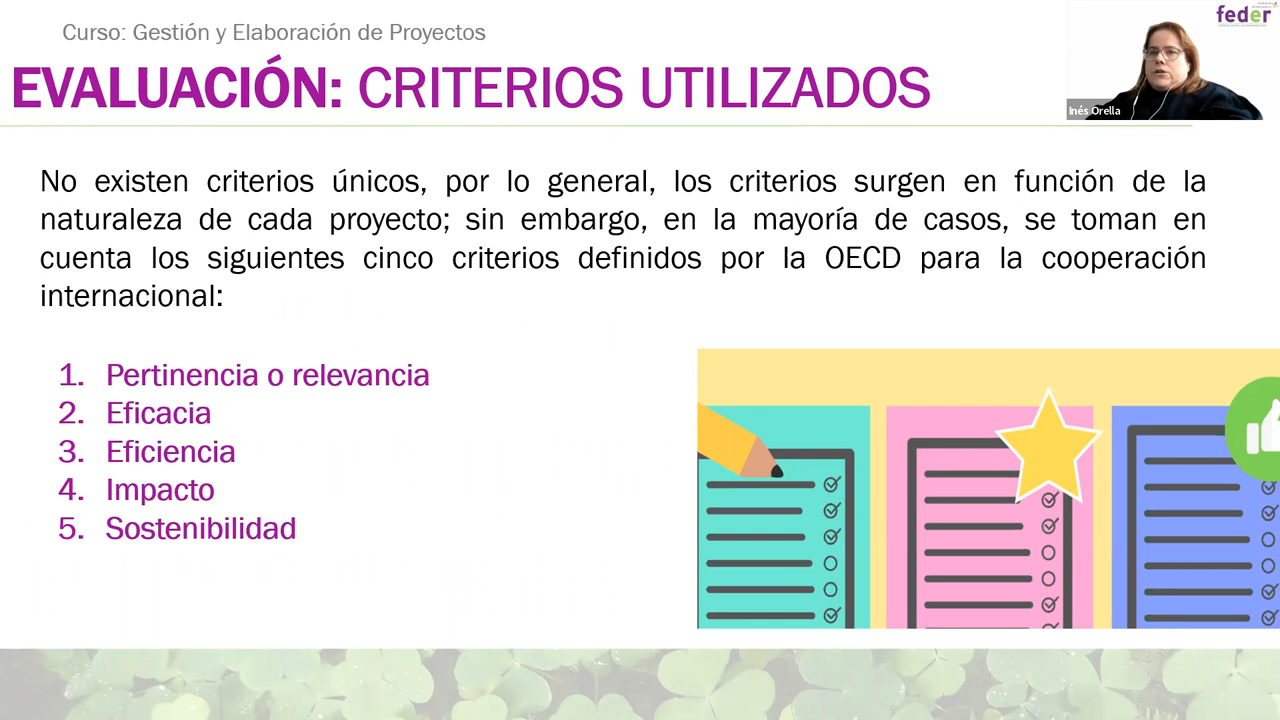 Curso: Gestión y Elaboración de Proyectos
feder
EVALUACIÓN: CRITERIOS UTILIZADOS
Inés Orella
No existen criterios únicos, por lo general, los criterios surgen en función de la
naturaleza de cada proyecto; sin embargo, en la mayoría de casos, se toman en
cuenta los siguientes cinco criterios definidos por la OECD para la cooperación
internacional:
1. Pertinencia o relevancia
2. Eficacia
3. Eficiencia
4. Impacto
5. Sostenibilidad